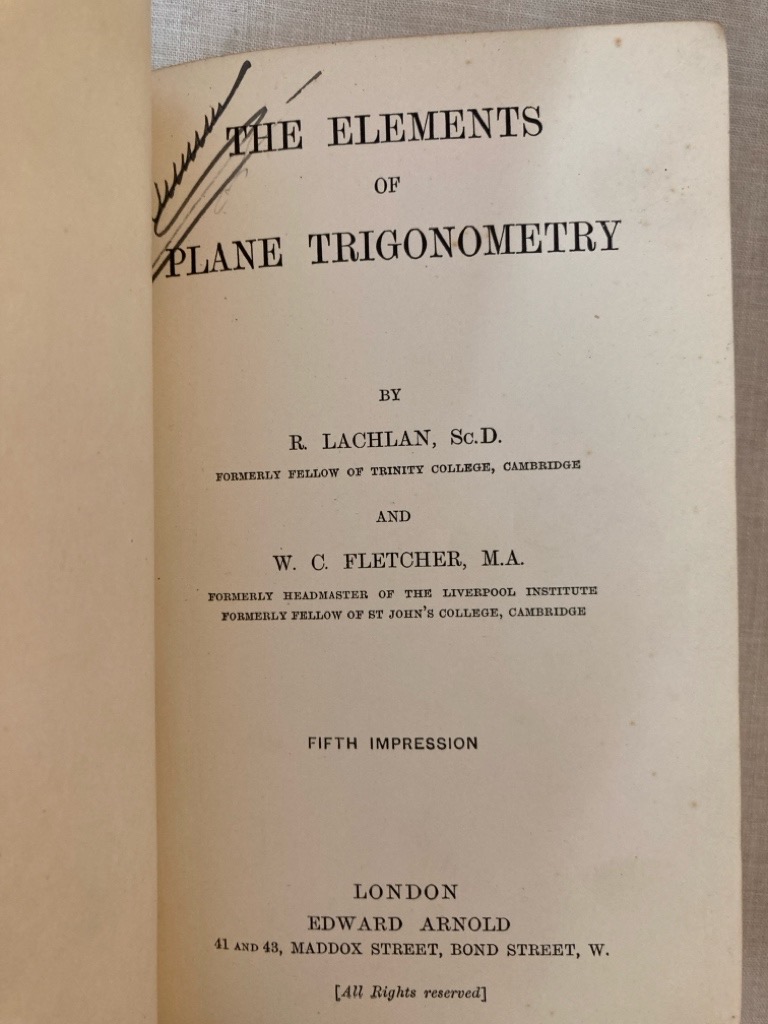 THE ELEMENTS
OF
PLANE TRIGONOMETRY
BY
R. LACHLAN, Sc.D.
FORMERLY FELLOW OF TRINITY COLLEGE, CAMBRIDGE
AND
W. C. FLETCHER, M.A.
FORMERLY HEADMASTER OF THE LIVERPOOL INSTITUTE
FORMERLY FELLOW OF ST JOHN'S COLLEGE, CAMBRIDGE
FIFTH IMPRESSION
LONDON
EDWARD ARNOLD
41 AND 43, MADDOX STREET, BOND STREET, W.
[All Rights reserved]